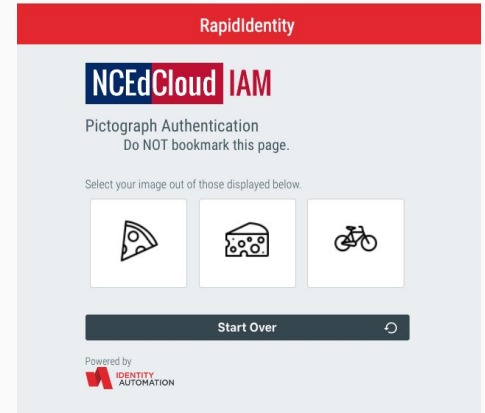 RapidIdentity
NCEdCloud IAM
Pictograph Authentication
Do NOT bookmark this page.
Select your image out of those displayed below.
Start Over
Powered by
IDENTITY
AUTOMATION